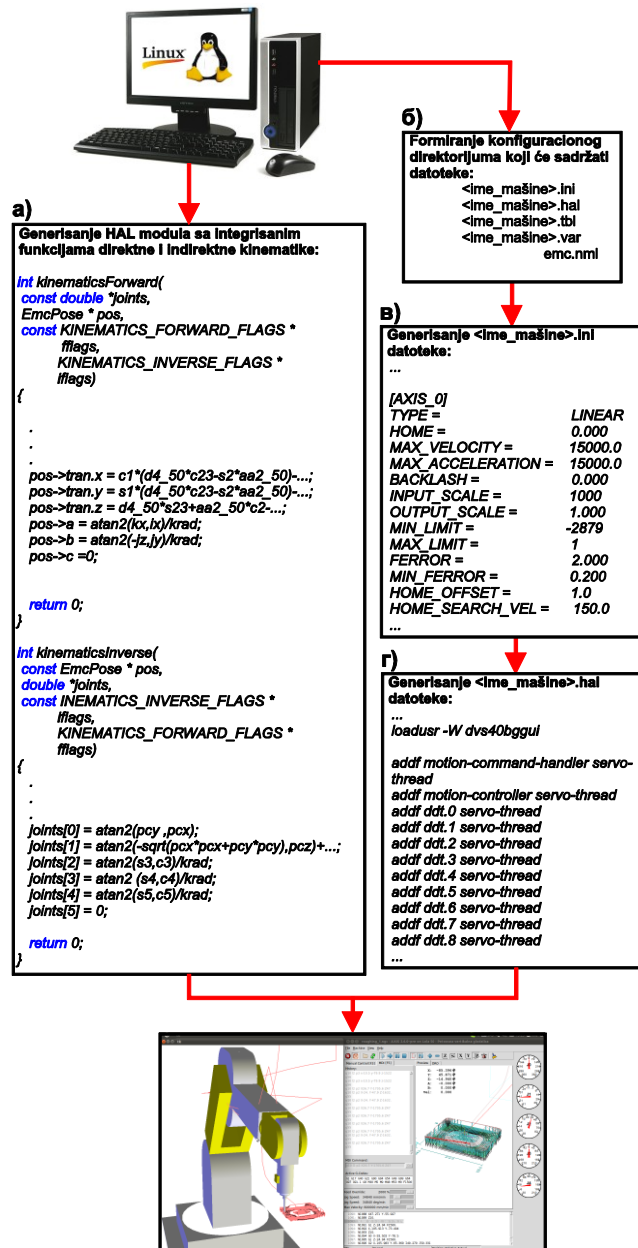 Linux
б)
Formiranje konfiguracionog
direktorijuma koji će sadržati
datoteke:
<ime_mašine>.ini
<ime_mašine>.hal
<ime_mašine>.tbl
<ime_mašine>.var
emc.nml
а)
Generisanje HAL modula sa integrisanim
funkcijama direktne i indirektne kinematike:
int kinematicsForward(
const double *joints,
EmcPose * pos,
const KINEMATICS_FORWARD_FLAGS *
fflags,
KINEMATICS_INVERSE_FLAGS *
iflags)
{
.
.
.
pos->tran.x = c1*(d4_50*c23-s2*aa2_50)-...;
pos->tran.y = s1*(d4_50*c23-s2*aa2_50)-...;
pos->tran.z = d4_50*s23+aa2_50*c2-...;
pos->a = atan2(kx,ix)/krad;
pos->b = atan2(-jz,jy)/krad;
pos->c =0;
return 0;
}
int kinematicsInverse(
const EmcPose * pos,
double *joints,
const INEMATICS_INVERSE_FLAGS *
iflags,
KINEMATICS_FORWARD_FLAGS *
fflags)
{
.
.
.
joints[0] = atan2(pcy ,pcx);
joints[1] = atan2(-sqrt(pcx*pcx+pcy*pcy),pcz)+...;
joints[2] = atan2(s3,c3)/krad;
joints[3] = atan2 (s4,c4)/krad;
joints[4] = atan2(s5,c5)/krad;
joints[5] = 0;
return 0;
}
в)
Generisanje <ime_mašine>.ini
datoteke:
...
[AXIS_0]
TYPE = LINEAR
HOME = 0.000
MAX_VELOCITY = 15000.0
MAX_ACCELERATION = 15000.0
BACKLASH = 0.000
INPUT_SCALE = 1000
OUTPUT_SCALE = 1.000
MIN_LIMIT = -2879
MAX_LIMIT = 1
FERROR = 2.000
MIN_FERROR = 0.200
HOME_OFFSET = 1.0
HOME_SEARCH_VEL = 150.0
...
г)
Generisanje <ime_mašine>.hal
datoteke:
...
loadusr -W dvs40bggui
addf motion-command-handler servo-
thread
addf motion-controller servo-thread
addf ddt.0 servo-thread
addf ddt.1 servo-thread
addf ddt.2 servo-thread
addf ddt.3 servo-thread
addf ddt.4 servo-thread
addf ddt.5 servo-thread
addf ddt.6 servo-thread
addf ddt.7 servo-thread
addf ddt.8 servo-thread
...